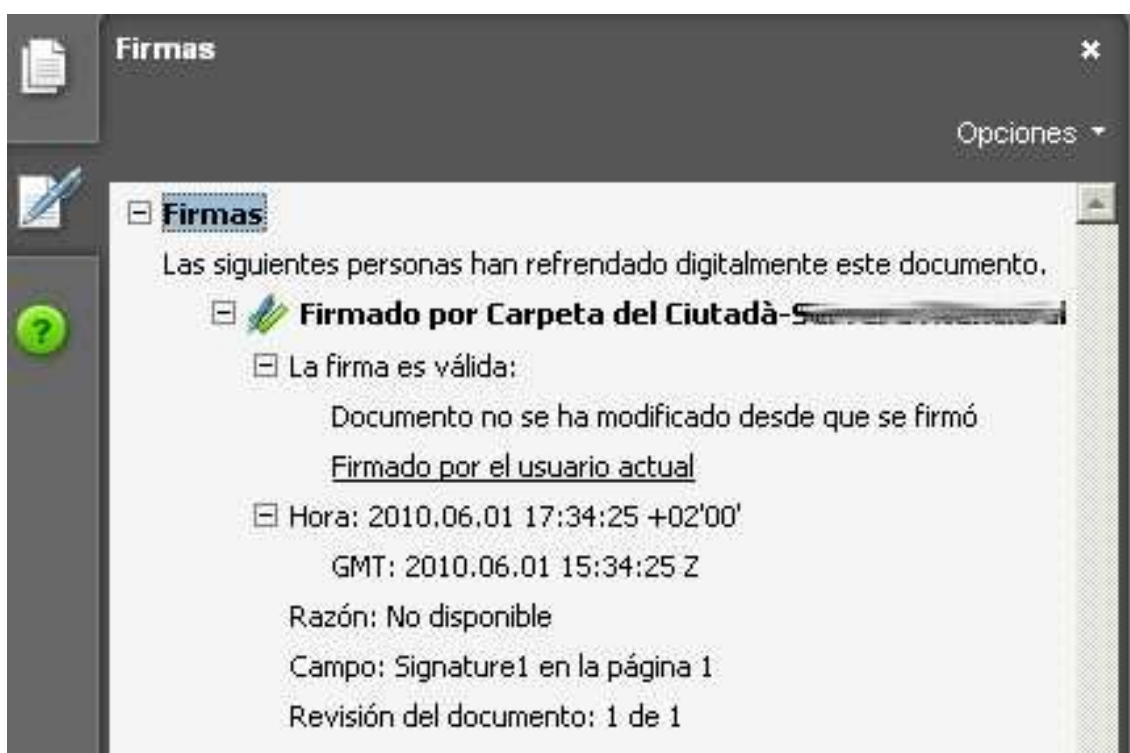 Firmas
Opciones
Firmas
Las siguientes personas han refrendado digitalmente este documento.
Firmado por Carpeta del Ciutadà-
La firma es válida:
Documento no se ha modificado desde que se firmó
Firmado por el usuario actual
Hora: 2010.06.01 17:34:25 +02'00'
GMT: 2010.06.01 15:34:25 Z
Razón: No disponible
Campo: Signature1 en la página 1
Revisión del documento: 1 de 1